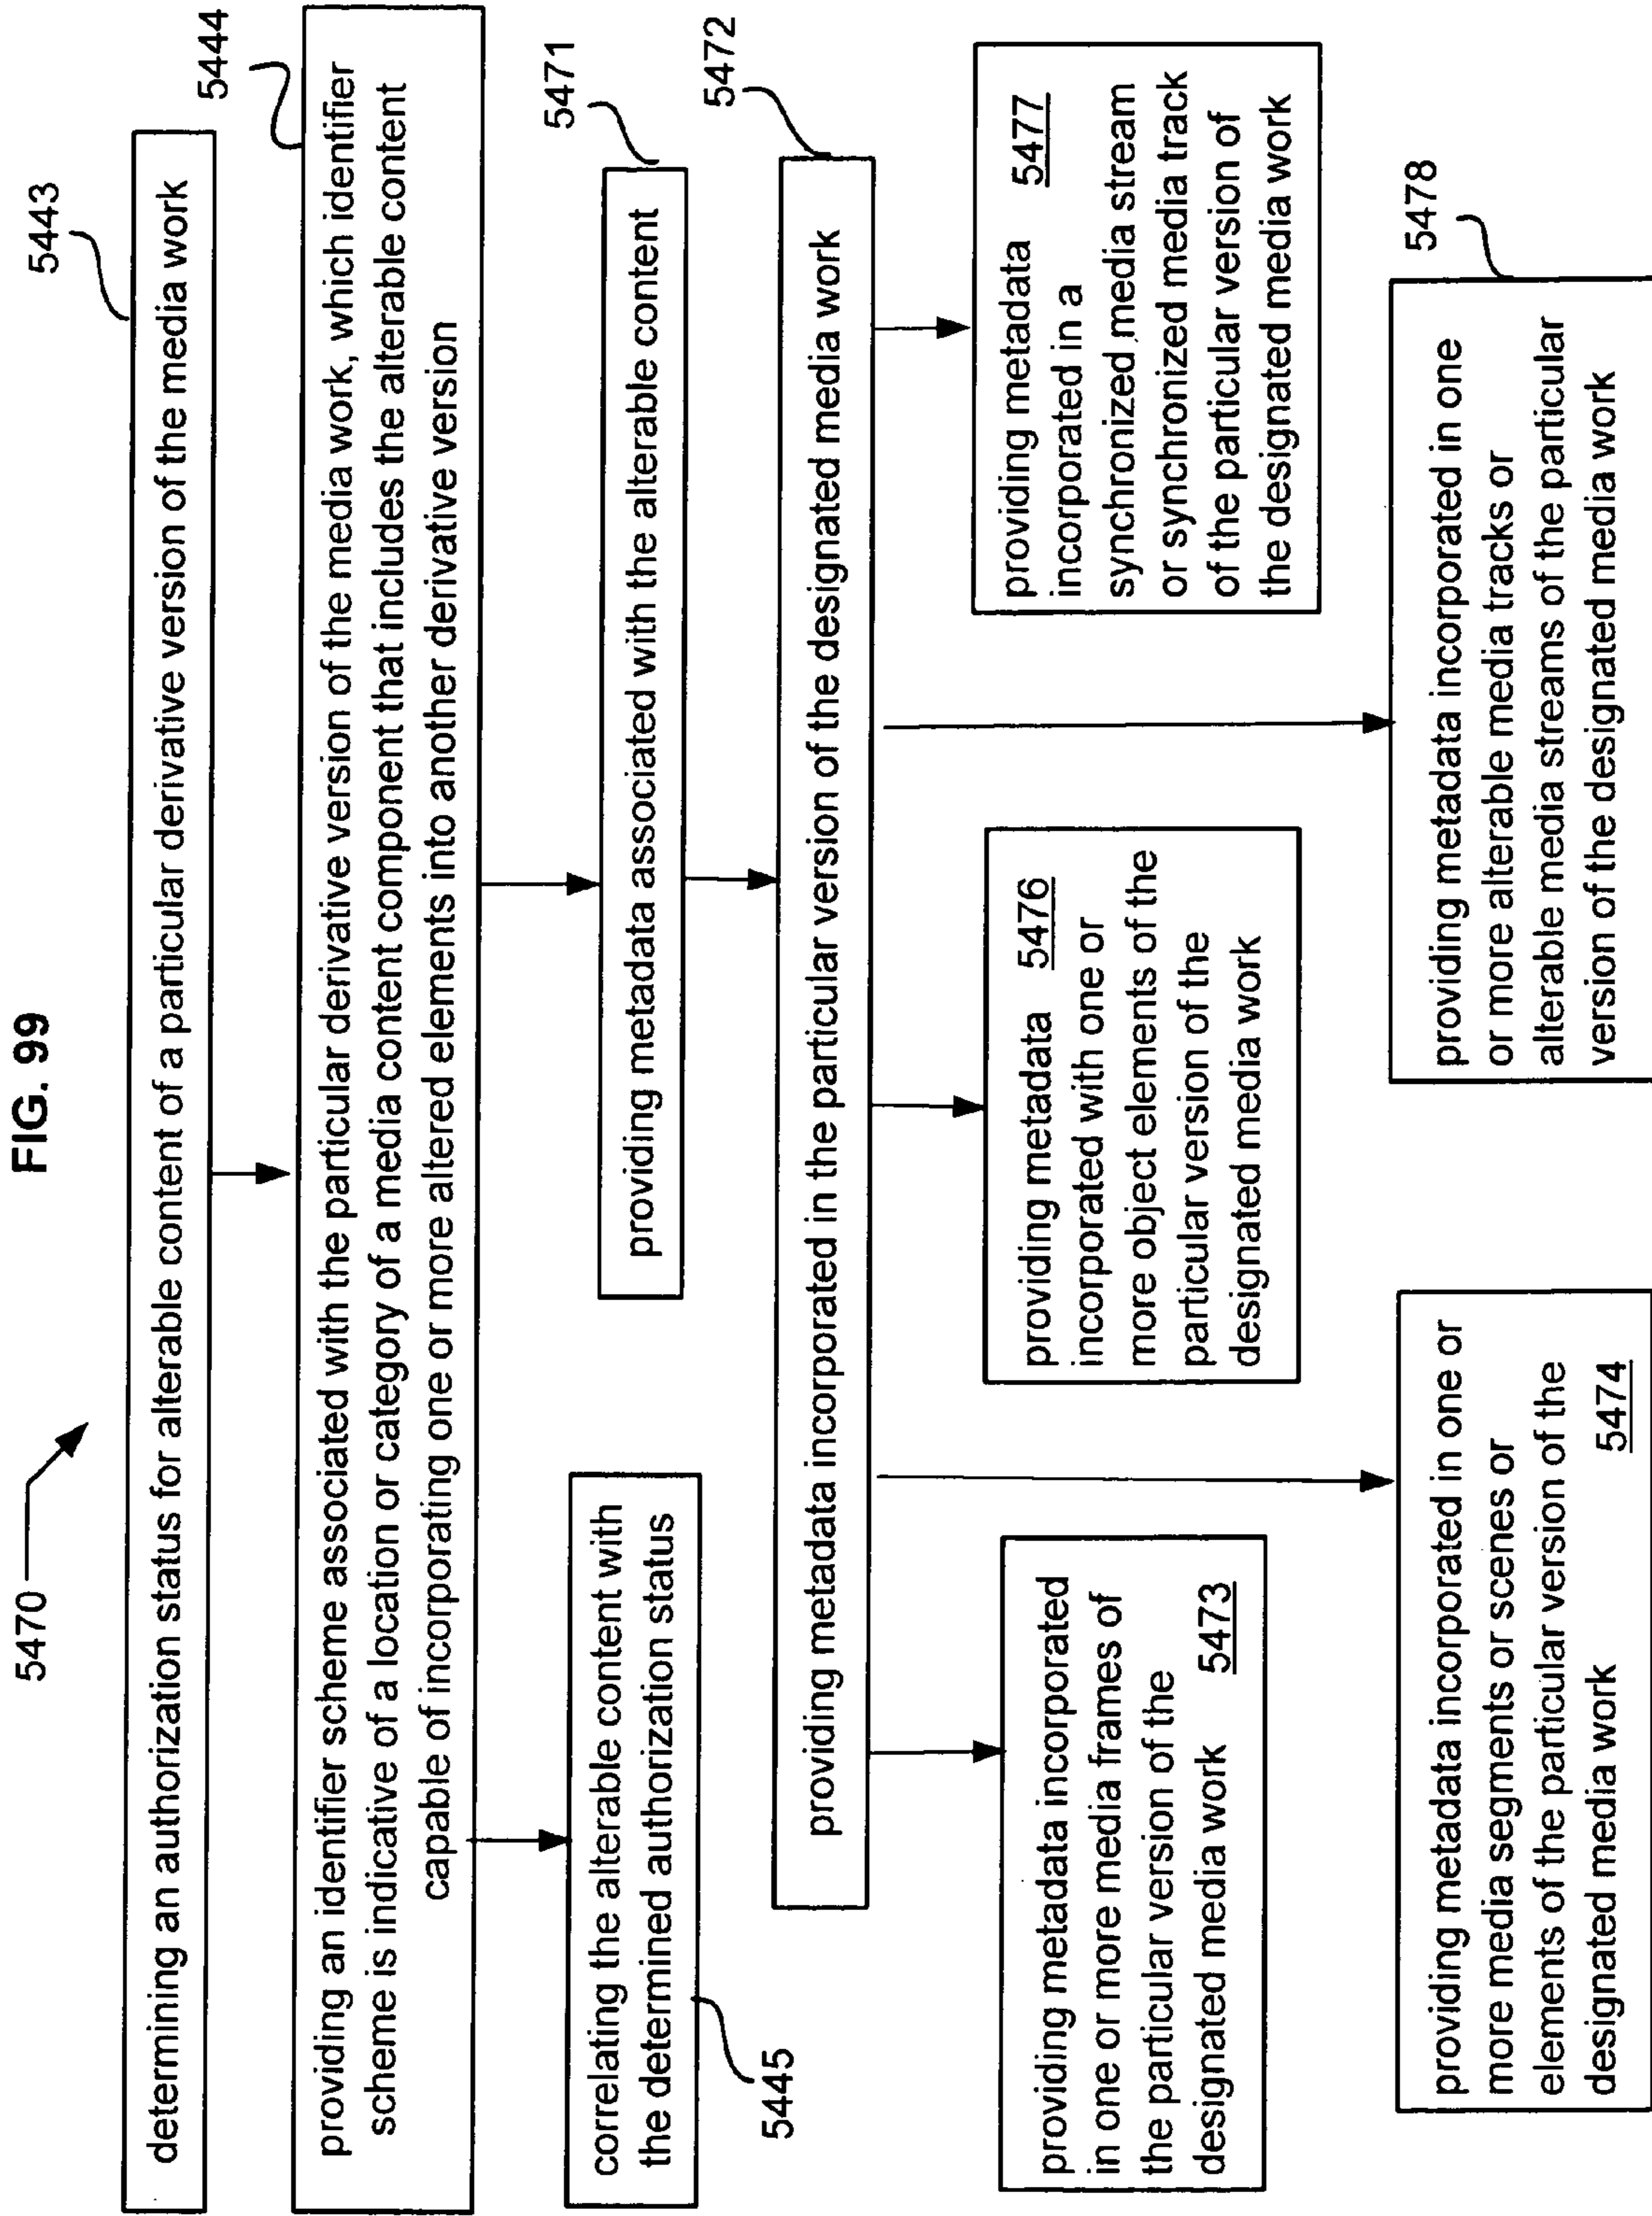 FIG. 99
5470
5443
determining an authorization status for alterable content of a particular derivative version of the media work
5444
providing an identifier scheme associated with the particular derivative version of the media work, which identifier
scheme is indicative of a location or category of a media content component that includes the alterable content
capable of incorporating one or more altered elements into another derivative version
correlating the alterable content with
the determined authorization status
5445
5471
providing metadata associated with the alterable content
5472
providing metadata incorporated in the particular version of the designated media work
providing metadata incorporated
in one or more media frames of
the particular version of the
designated media work 5473
providing metadata 5476
incorporated with one or
more object elements of the
particular version of the
designated media work
providing metadata 5477
incorporated in a
synchronized media stream
or synchronized media track
of the particular version of
the designated media work
providing metadata incorporated in one or
more media segments or scenes or
elements of the particular version of the
designated media work 5474
5478
providing metadata incorporated in one
or more alterable media tracks or
alterable media streams of the particular
version of the designated media work